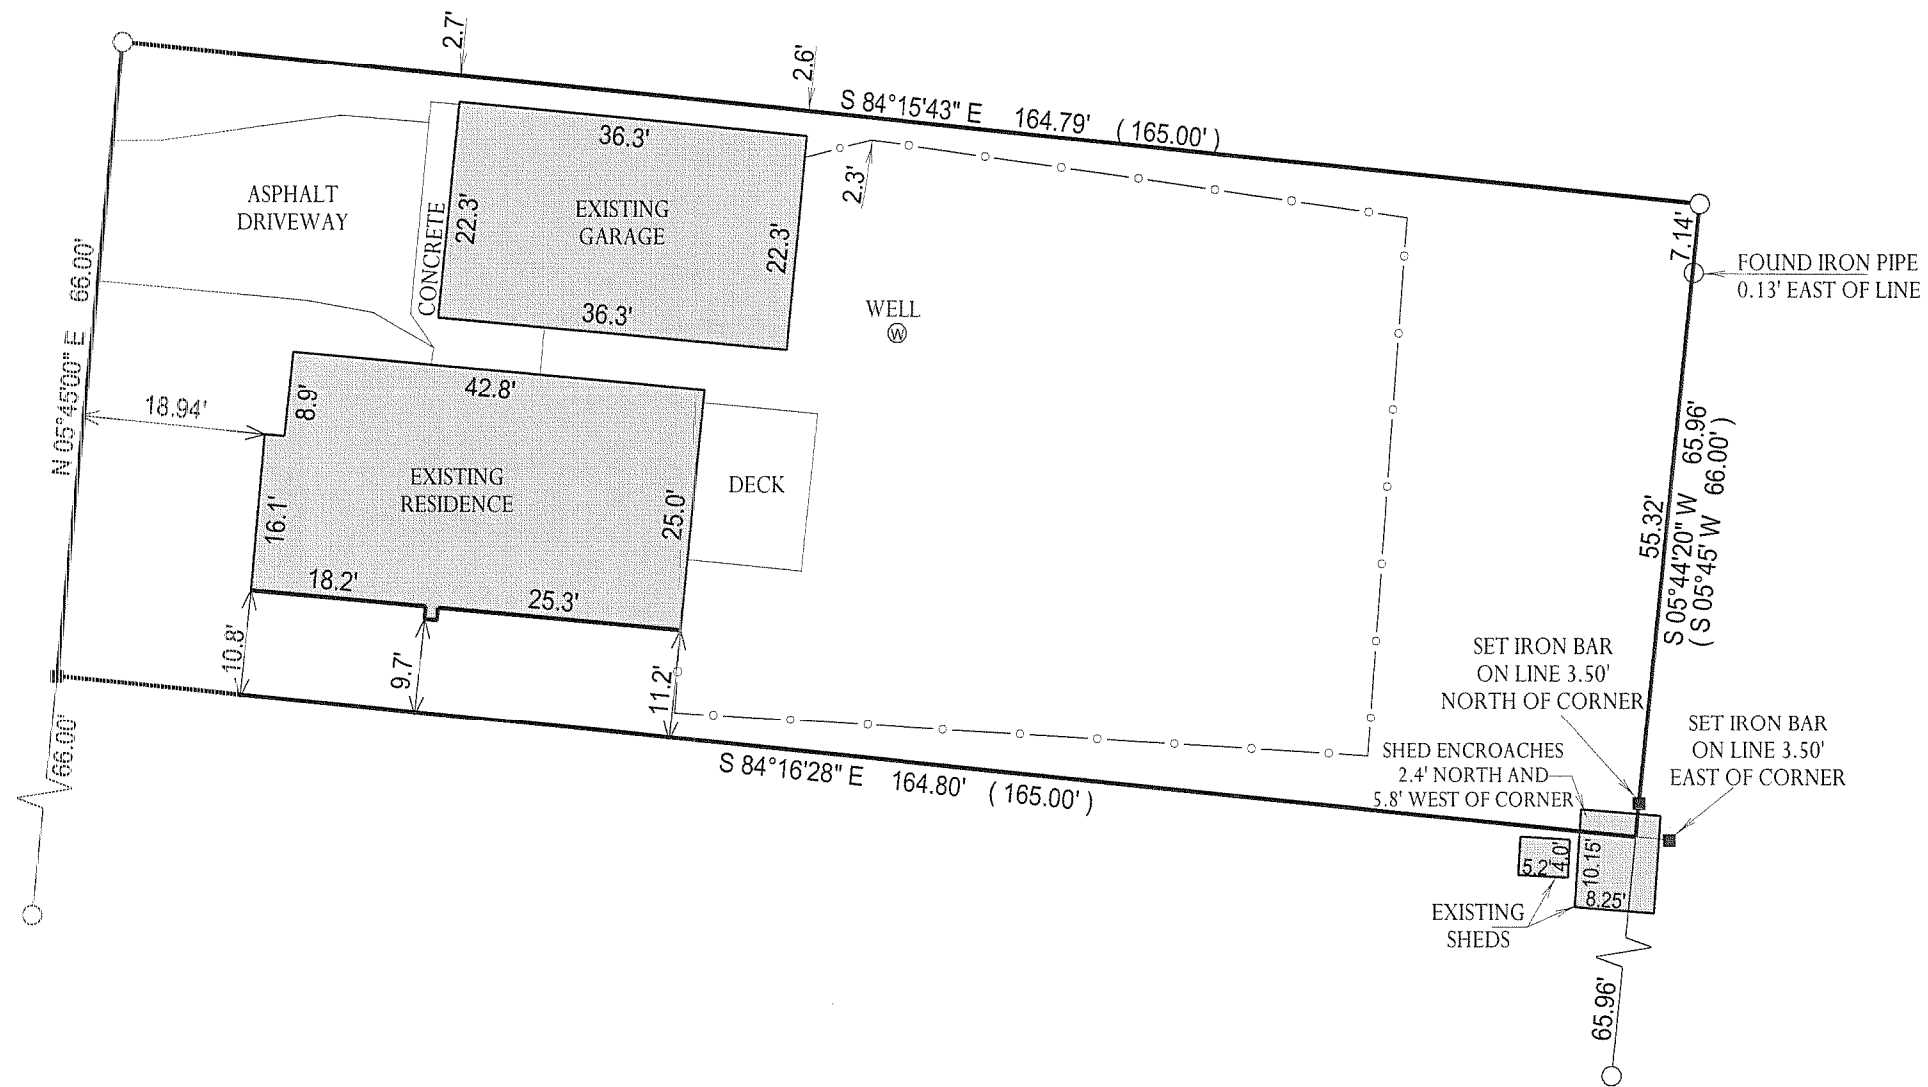 2.7'
2.6'
S 84°15'43" E 164.79' ( 165.00' )
36.3'
2.3'
ASPHALT
DRIVEWAY
CONCRETE
22.3'
EXISTING
GARAGE
22.3'
36.3'
WELL
W
7.14'
FOUND IRON PIPE
0.13' EAST OF LINE
N 05°45'00" E 66.00'
18.94'
8.9'
42.8'
EXISTING
RESIDENCE
DECK
16.1'
25.0'
18.2'
25.3'
10.8'
9.7'
11.2'
55.32'
S 05°44'20" W 65.96'
( S 05°45' W 66.00' )
SET IRON BAR
ON LINE 3.50'
NORTH OF CORNER
SET IRON BAR
ON LINE 3.50'
EAST OF CORNER
SHED ENCROACHES
2.4' NORTH AND
5.8' WEST OF CORNER
66.00'
S 84°16'28" E 164.80' ( 165.00' )
5.2'
4.0'
10.15'
8.25'
EXISTING
SHEDS
65.96'